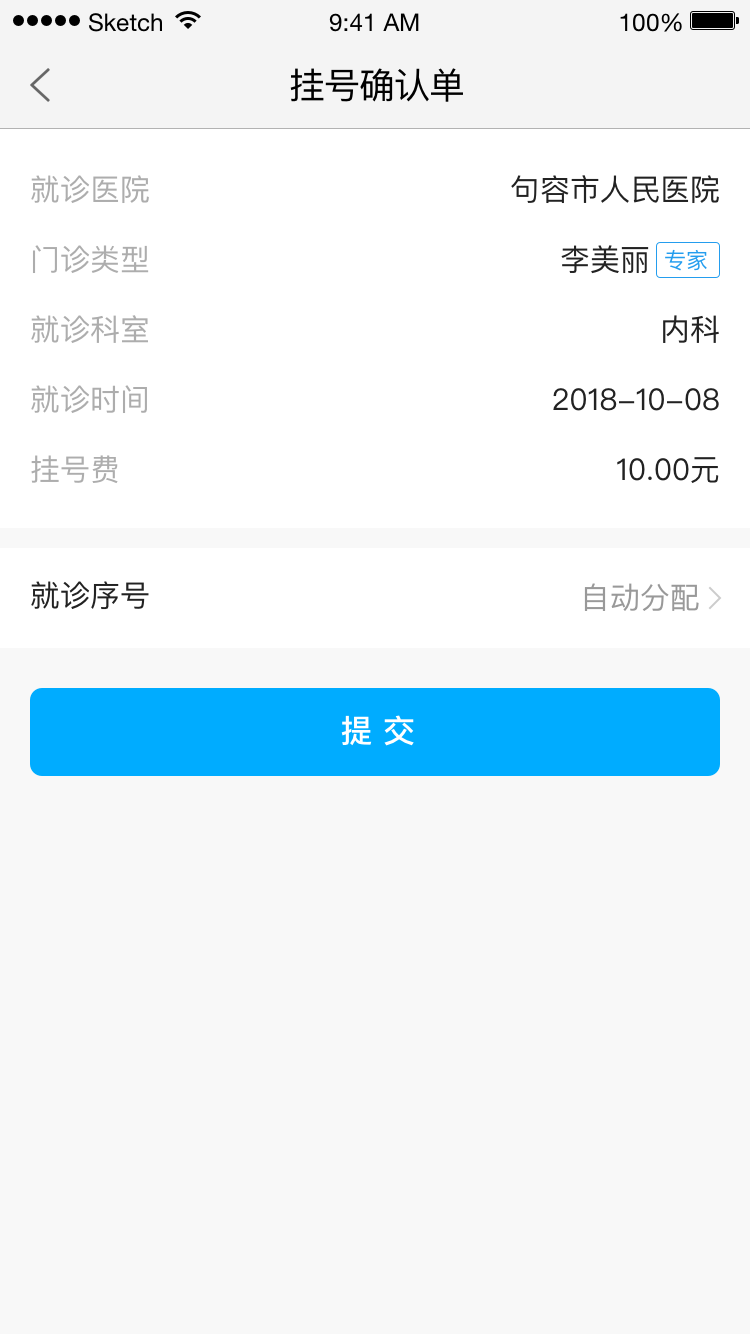 Sketch 9:41 AM 100%
挂号确认单
就诊医院 句容市人民医院
门诊类型 李美丽 专家
就诊科室 内科
就诊时间 2018–10–08
挂号费 10.00元
就诊序号 自动分配
提 交